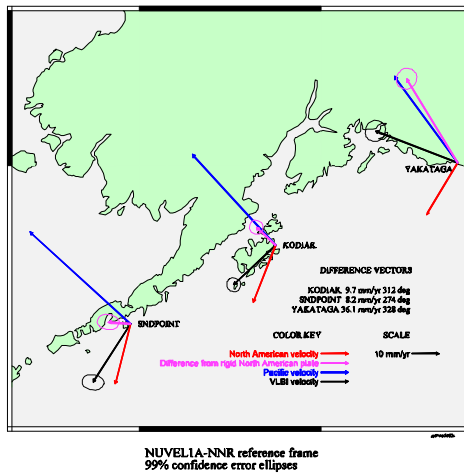 YAKATAGA
KODIAK
DIFFERENCE VECTORS
KODIAK 9.7 mm/yr 312 deg
SNDPOINT 8.2 mm/yr 274 deg
YAKATAGA 36.1 mm/yr 328 deg
SNDPOINT
COLOR KEY SCALE
North American velocity 10 mm/yr
Difference from rigid North American plate
Pacific velocity
VLBI velocity
NUVEL1A-NNR reference frame
99% confidence error ellipses